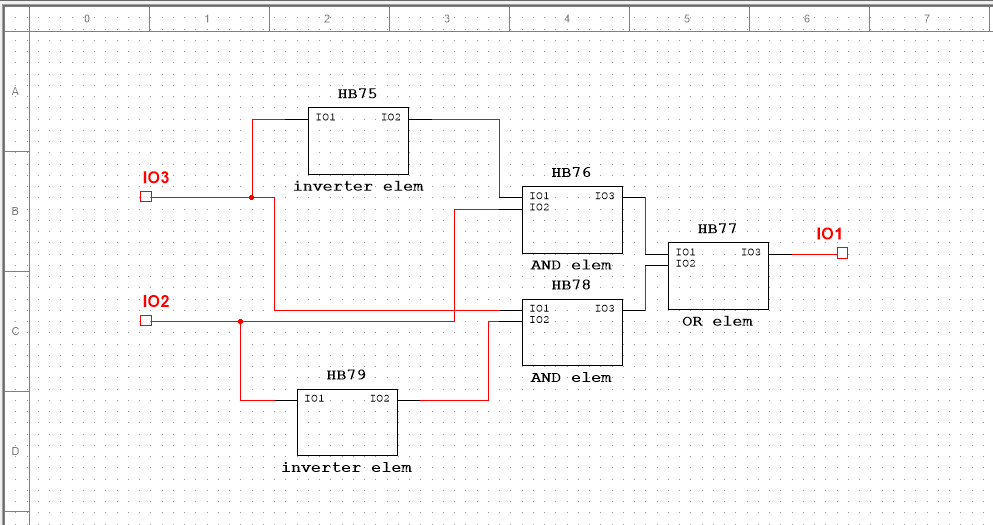 0 1 2 3 4 5 6 7
A
HB75
IO1 IO2
inverter elem
IO3
HB76
B
IO1 IO3
IO2
HB77
IO1
IO1 IO3
IO2
AND elem
HB78
IO2
IO1 IO3
IO2
OR elem
C
HB79
AND elem
IO1 IO2
D
inverter elem